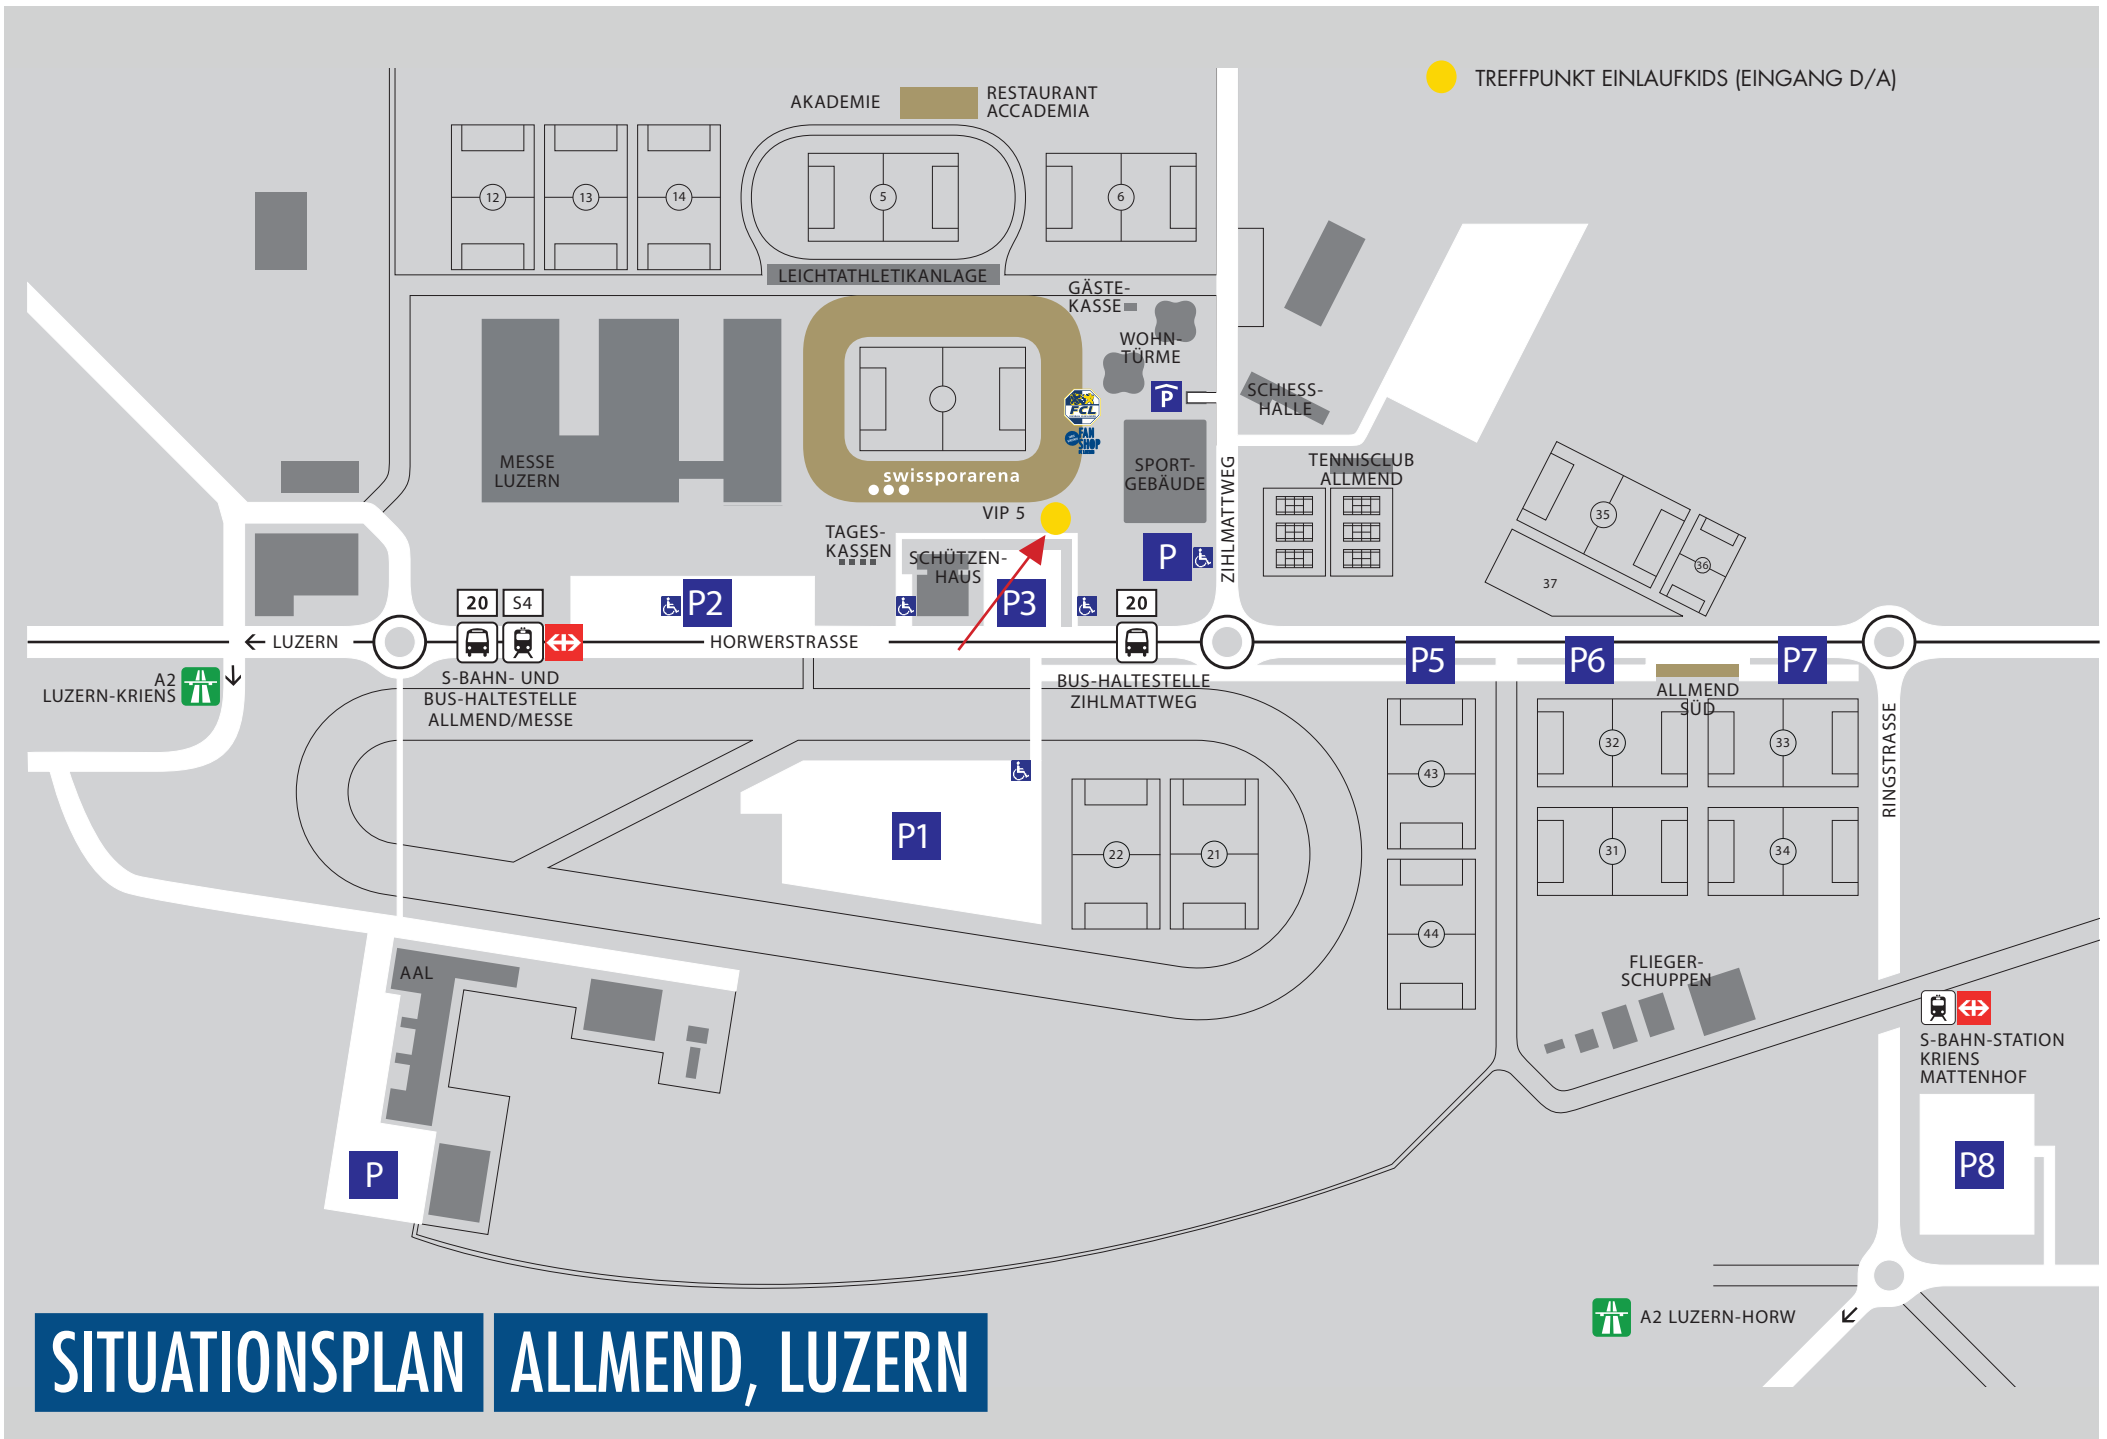 TREFFPUNKT EINLAUFKIDS (EINGANG D/A)
AKADEMIE
RESTAURANT
ACCADEMIA
12
13
14
5
6
LEICHTATHLETIKANLAGE
GÄSTE-
KASSE
WOHN-
TÜRME
P
SCHIESS-
HALLE
FCL
FAN
SHOP
MESSE
LUZERN
swissporarena
SPORT-
GEBÄUDE
ZIHLMATTWEG
TENNISCLUB
ALLMEND
VIP 5
TAGES-
KASSEN
SCHÜTZEN-
HAUS
P
35
36
37
20
S4
P2
P3
20
LUZERN
HORWERSTRASSE
P5
P6
P7
A2
LUZERN-KRIENS
S-BAHN- UND
BUS-HALTESTELLE
ALLMEND/MESSE
BUS-HALTESTELLE
ZIHLMATTWEG
ALLMEND
SÜD
RINGSTRASSE
32
33
43
P1
22
21
31
34
44
AAL
FLIEGER-
SCHUPPEN
S-BAHN-STATION
KRIENS
MATTENHOF
P
P8
A2 LUZERN-HORW
SITUATIONSPLAN ALLMEND, LUZERN